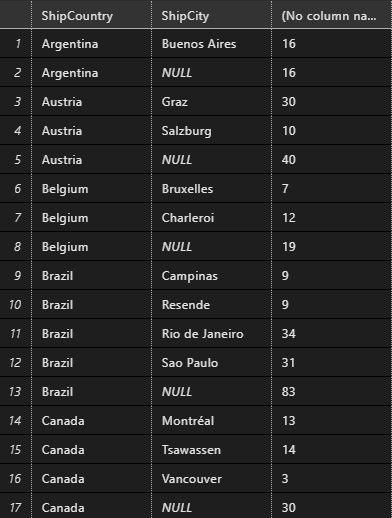 ShipCountry ShipCity (No column na...
1 Argentina Buenos Aires 16
2 Argentina NULL 16
3 Austria Graz 30
4 Austria Salzburg 10
5 Austria NULL 40
6 Belgium Bruxelles 7
7 Belgium Charleroi 12
8 Belgium NULL 19
9 Brazil Campinas 9
10 Brazil Resende 9
11 Brazil Rio de Janeiro 34
12 Brazil Sao Paulo 31
13 Brazil NULL 83
14 Canada Montréal 13
15 Canada Tsawassen 14
16 Canada Vancouver 3
17 Canada NULL 30